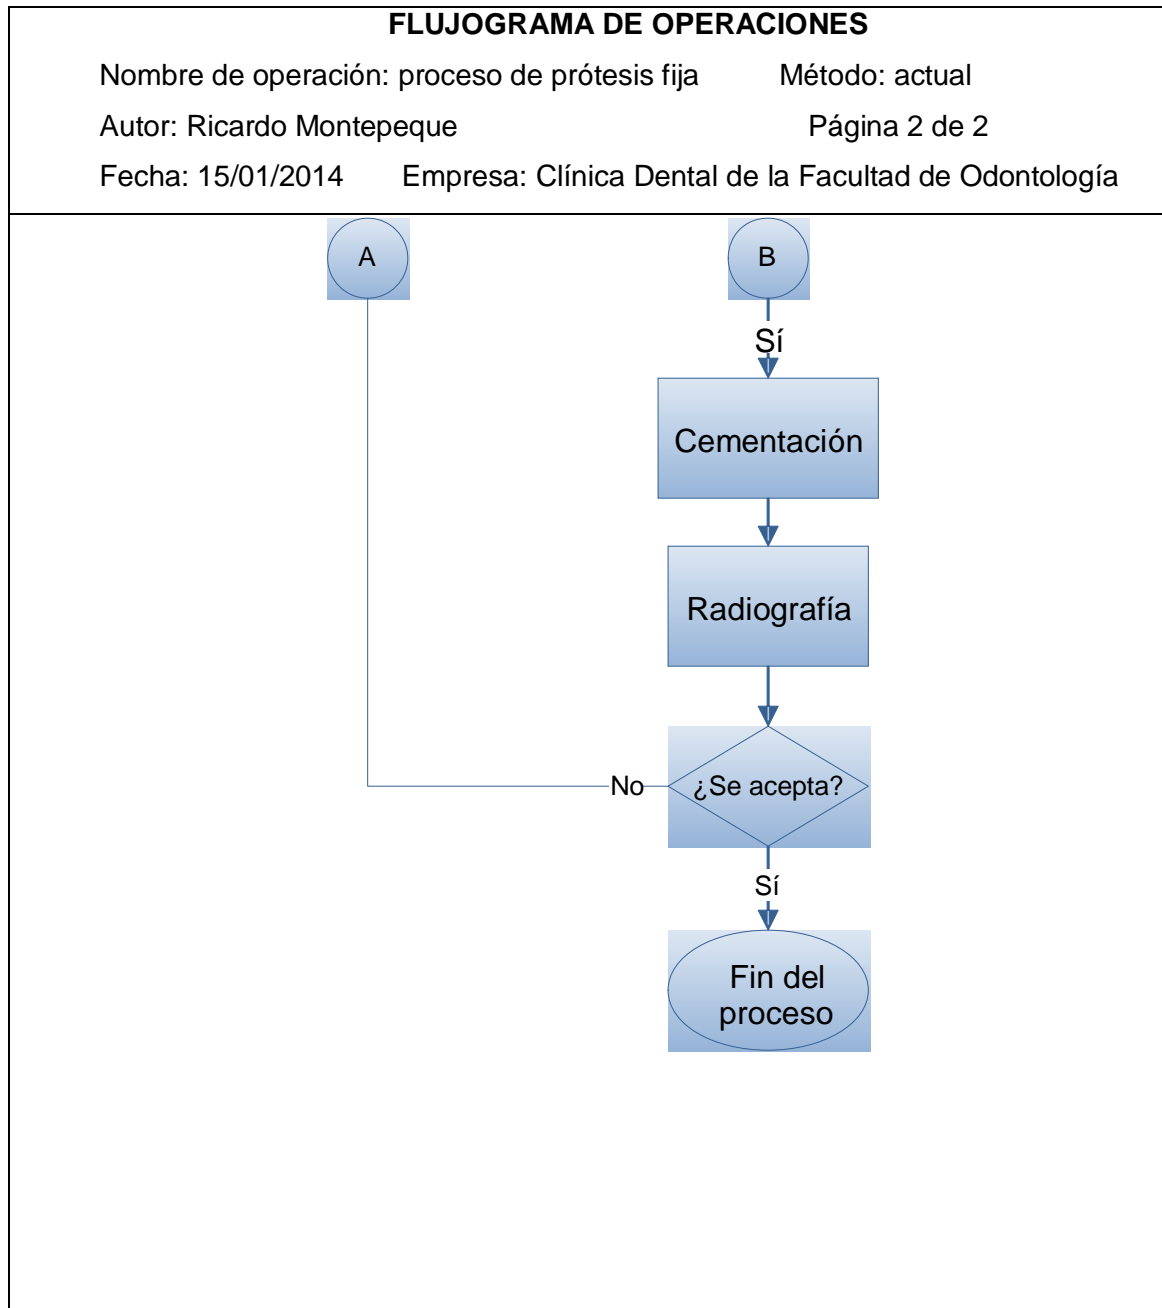 FLUJOGRAMA DE OPERACIONES
Nombre de operación: proceso de prótesis fija Método: actual
Autor: Ricardo Montepeque Página 2 de 2
Fecha: 15/01/2014 Empresa: Clínica Dental de la Facultad de Odontología
A B
Sí
Cementación
Radiografía
No ¿Se acepta?
Sí
Fin del
proceso